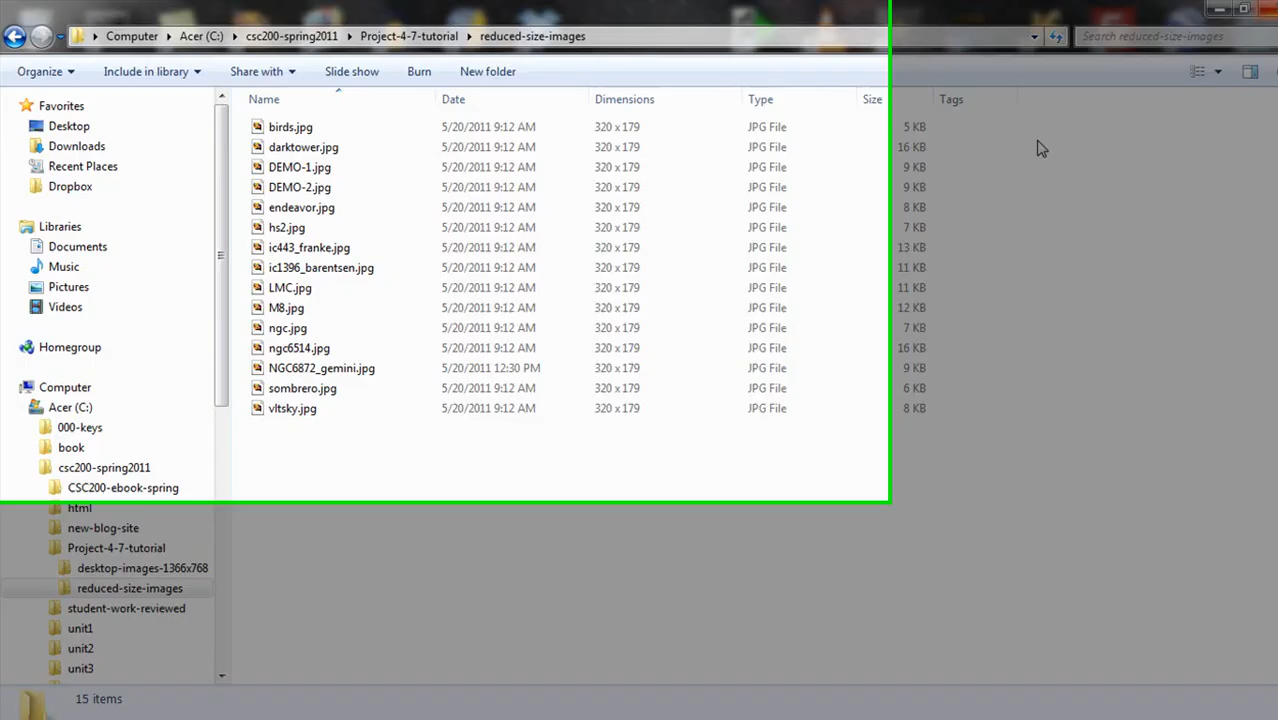 Computer Acer (C:) csc200-spring2011 Project-4-7-tutorial reduced-size-images Search reduced-size-images
Organize Include in library Share with Slide show Burn New folder
Name Date Dimensions Type Size Tags
birds.jpg 5/20/2011 9:12 AM 320 x 179 JPG File 5 KB
darktower.jpg 5/20/2011 9:12 AM 320 x 179 JPG File 16 KB
DEMO-1.jpg 5/20/2011 9:12 AM 320 x 179 JPG File 9 KB
DEMO-2.jpg 5/20/2011 9:12 AM 320 x 179 JPG File 9 KB
endeavor.jpg 5/20/2011 9:12 AM 320 x 179 JPG File 8 KB
hs2.jpg 5/20/2011 9:12 AM 320 x 179 JPG File 7 KB
ic443_franke.jpg 5/20/2011 9:12 AM 320 x 179 JPG File 13 KB
ic1396_barentsen.jpg 5/20/2011 9:12 AM 320 x 179 JPG File 11 KB
LMC.jpg 5/20/2011 9:12 AM 320 x 179 JPG File 11 KB
M8.jpg 5/20/2011 9:12 AM 320 x 179 JPG File 12 KB
ngc.jpg 5/20/2011 9:12 AM 320 x 179 JPG File 7 KB
ngc6514.jpg 5/20/2011 9:12 AM 320 x 179 JPG File 16 KB
NGC6872_gemini.jpg 5/20/2011 12:30 PM 320 x 179 JPG File 9 KB
sombrero.jpg 5/20/2011 9:12 AM 320 x 179 JPG File 6 KB
vltsky.jpg 5/20/2011 9:12 AM 320 x 179 JPG File 8 KB
Favorites
Desktop
Downloads
Recent Places
Dropbox
Libraries
Documents
Music
Pictures
Videos
Homegroup
Computer
Acer (C:)
000-keys
book
csc200-spring2011
CSC200-ebook-spring
html
new-blog-site
Project-4-7-tutorial
desktop-images-1366x768
reduced-size-images
student-work-reviewed
unit1
unit2
unit3
15 items